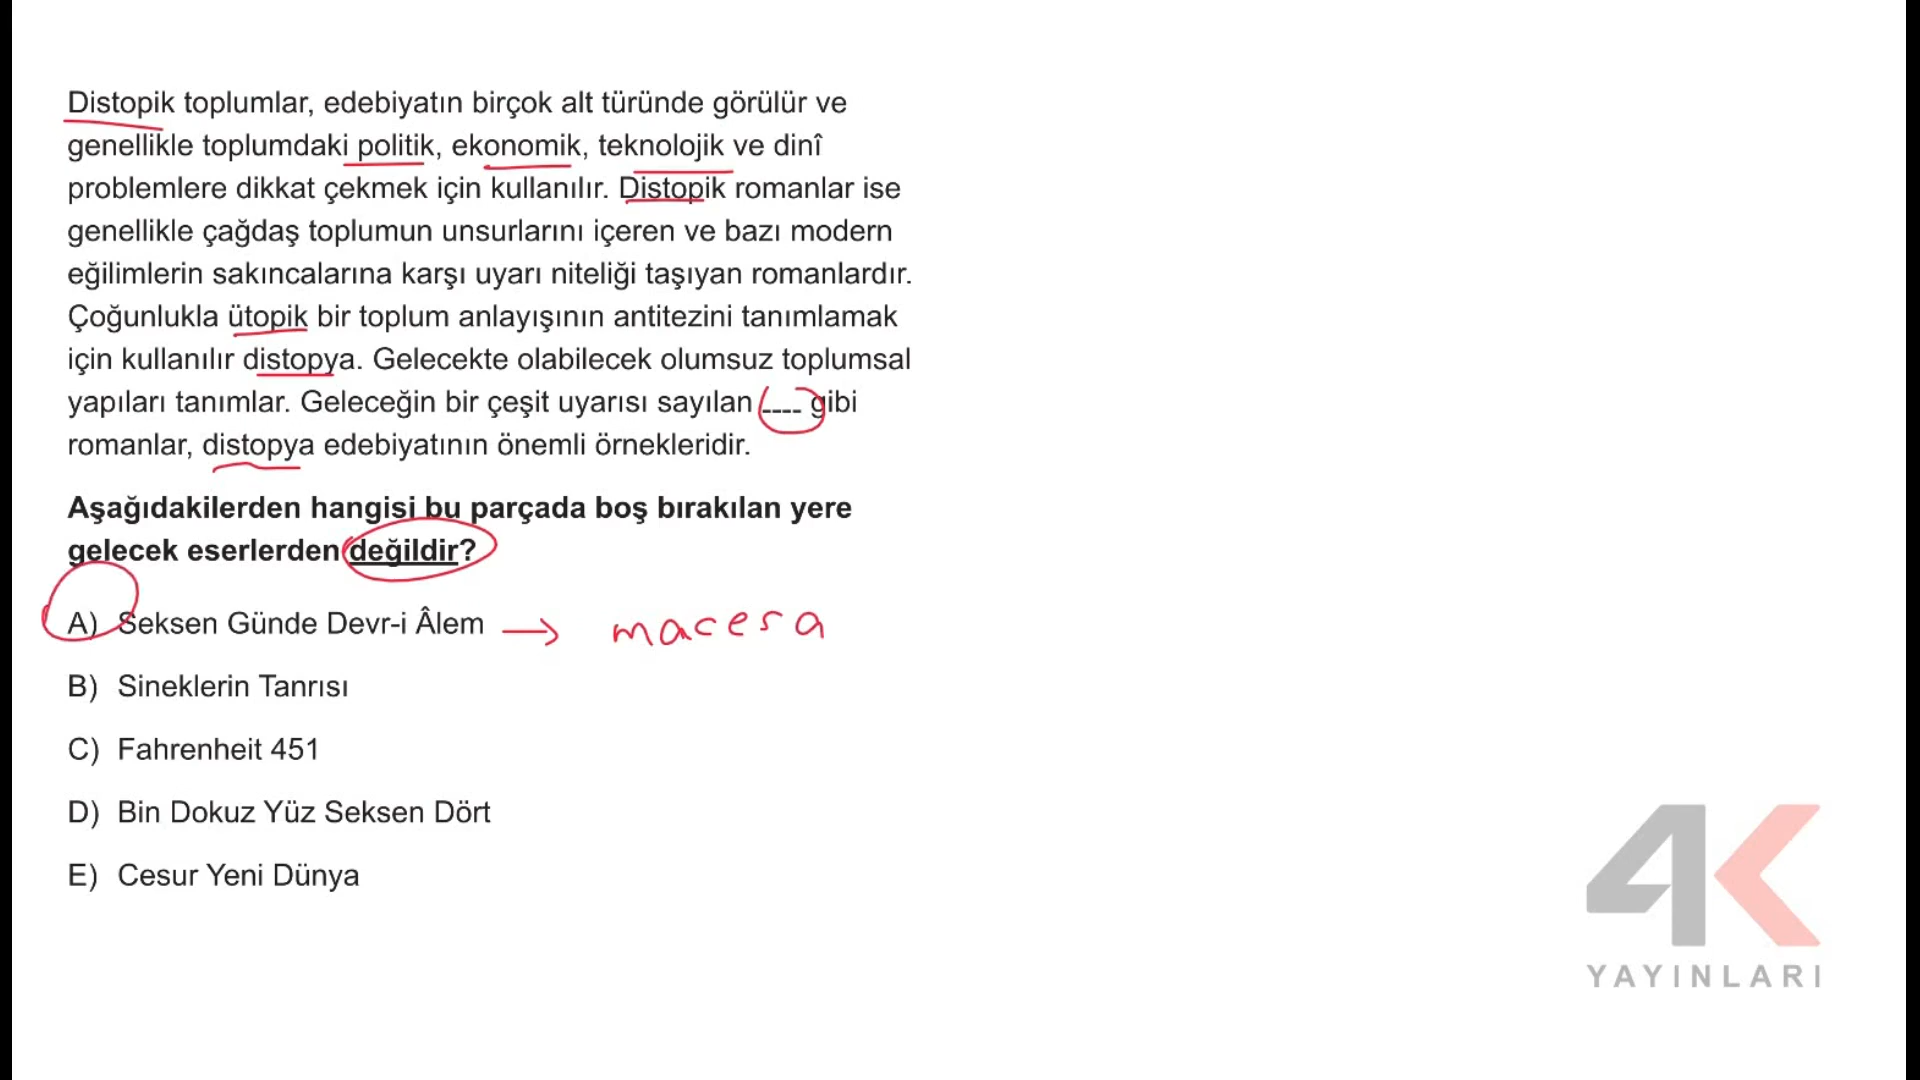 Distopik toplumlar, edebiyatın birçok alt türünde görülür ve
genellikle toplumdaki politik, ekonomik, teknolojik ve dinî
problemlere dikkat çekmek için kullanılır. Distopik romanlar ise
genellikle çağdaş toplumun unsurlarını içeren ve bazı modern
eğilimlerin sakıncalarına karşı uyarı niteliği taşıyan romanlardır.
Çoğunlukla ütopik bir toplum anlayışının antitezini tanımlamak
için kullanılır distopya. Gelecekte olabilecek olumsuz toplumsal
yapıları tanımlar. Geleceğin bir çeşit uyarısı sayılan ---- gibi
romanlar, distopya edebiyatının önemli örnekleridir.
Aşağıdakilerden hangisi bu parçada boş bırakılan yere
gelecek eserlerden değildir?
A) Seksen Günde Devr-i Âlem → macera
B) Sineklerin Tanrısı
C) Fahrenheit 451
D) Bin Dokuz Yüz Seksen Dört
E) Cesur Yeni Dünya
4K
YAYINLARI